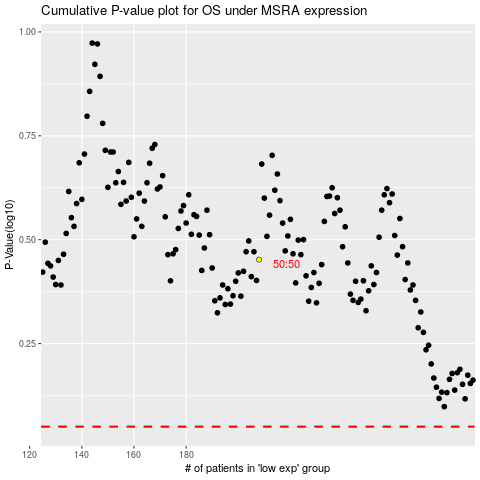 Cumulative P-value plot for OS under MSRA expression
P-Value(log10)
1.00
0.75
0.50
0.25
50:50
120 140 160 180
# of patients in 'low exp' group